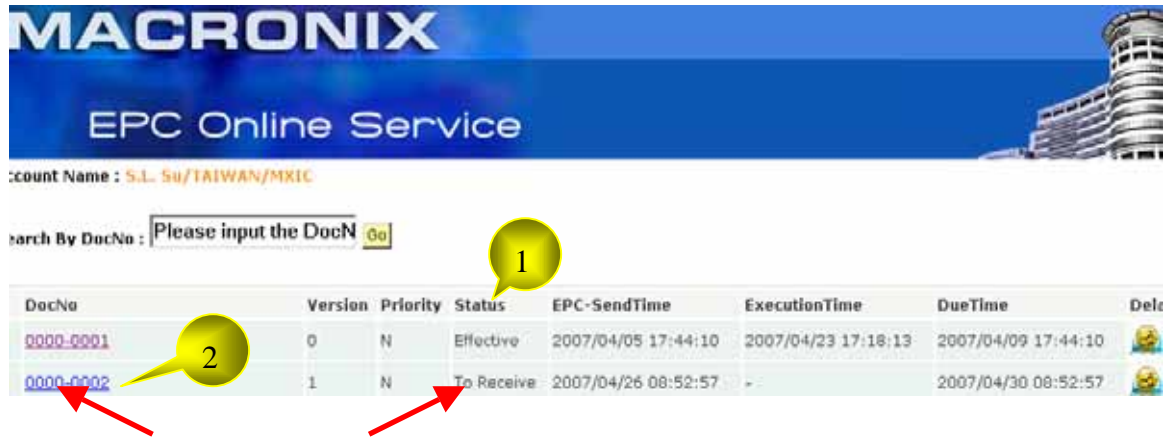 MACRONIX
EPC Online Service
ccount Name : S.L. Su/TAIWAN/MXIC
earch By DocNo : Please input the DocN Go
1
DocNo Version Priority Status EPC-SendTime ExecutionTime DueTime Dela
0000-0001 0 N Effective 2007/04/05 17:44:10 2007/04/23 17:18:13 2007/04/09 17:44:10
2
0000-0002 1 N To Receive 2007/04/26 08:52:57 - 2007/04/30 08:52:57